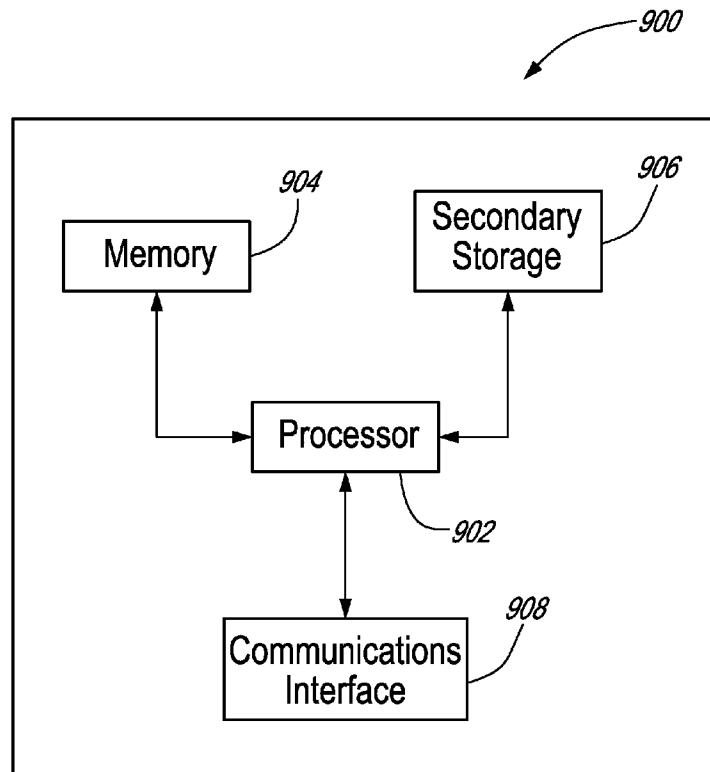 900
904
Memory
906
Secondary
Storage
Processor
902
908
Communications
Interface